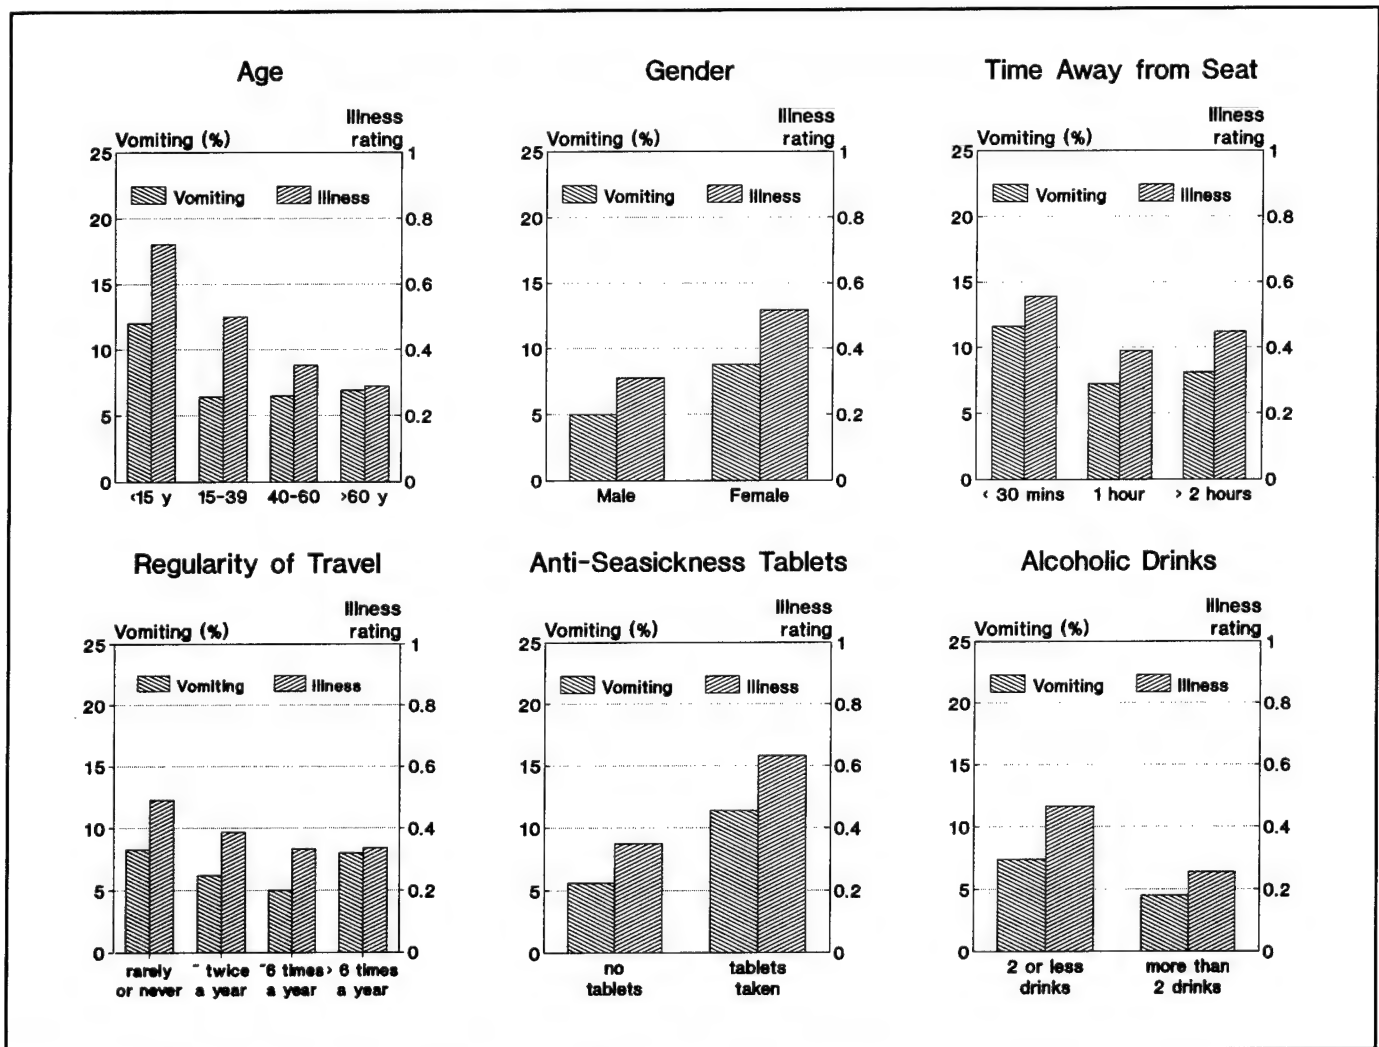 Age
Vomiting (%)
Illness
rating
25
20
15
10
5
0
1
0.8
0.6
0.4
0.2
0
Vomiting
Illness
<15 y
15-39
40-60
>60 y
Gender
Vomiting (%)
Illness
rating
25
20
15
10
5
0
1
0.8
0.6
0.4
0.2
0
Vomiting
Illness
Male
Female
Time Away from Seat
Vomiting (%)
Illness
rating
25
20
15
10
5
0
1
0.8
0.6
0.4
0.2
0
Vomiting
Illness
< 30 mins
1 hour
> 2 hours
Regularity of Travel
Vomiting (%)
Illness
rating
25
20
15
10
5
0
1
0.8
0.6
0.4
0.2
0
Vomiting
Illness
rarely
or never
~ twice
a year
~6 times
a year
> 6 times
a year
Anti-Seasickness Tablets
Vomiting (%)
Illness
rating
25
20
15
10
5
0
1
0.8
0.6
0.4
0.2
0
Vomiting
Illness
no
tablets
tablets
taken
Alcoholic Drinks
Vomiting (%)
Illness
rating
25
20
15
10
5
0
1
0.8
0.6
0.4
0.2
0
Vomiting
Illness
2 or less
drinks
more than
2 drinks